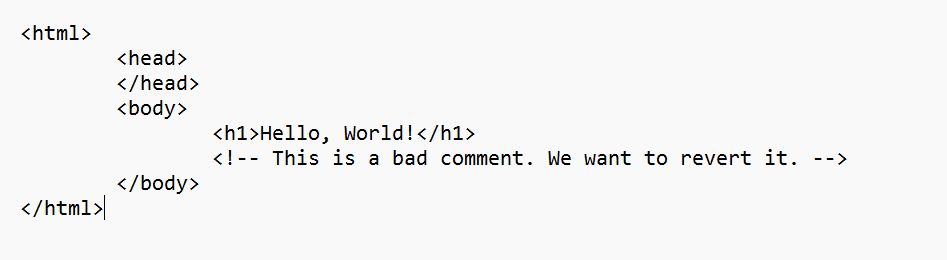 <html>
<head>
</head>
<body>
<h1>Hello, World!</h1>
<!-- This is a bad comment. We want to revert it. -->
</body>
</html>